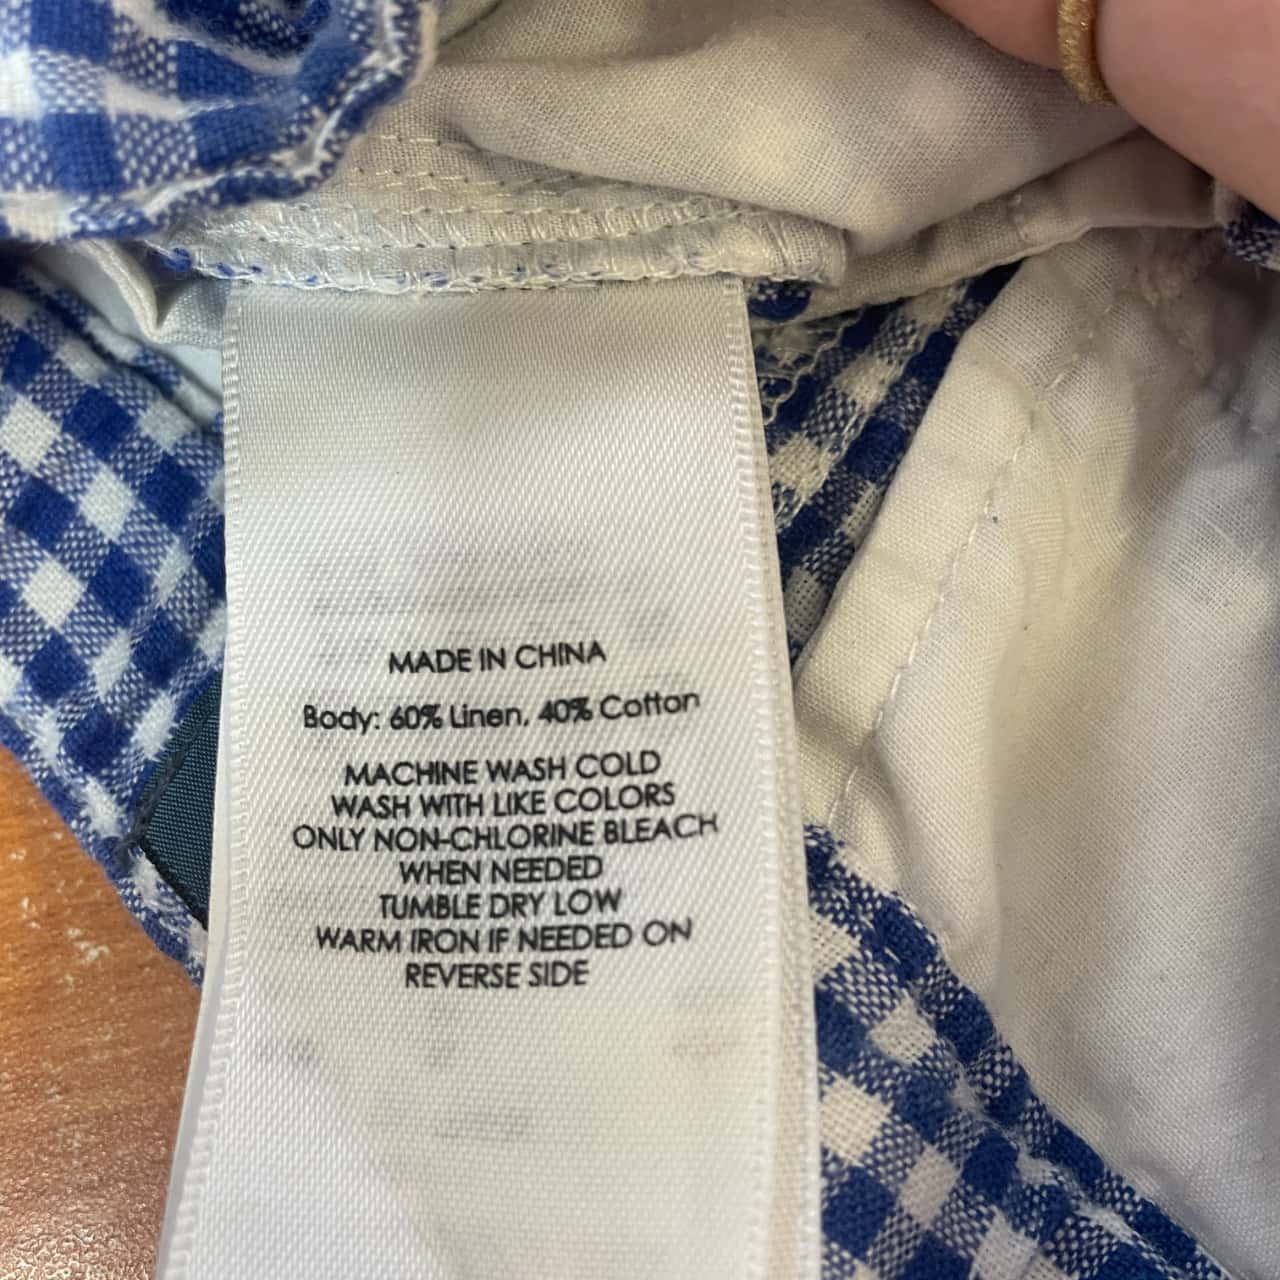 MADE IN CHINA
Body: 60% Linen, 40% Cotton
MACHINE WASH COLD
WASH WITH LIKE COLORS
ONLY NON-CHLORINE BLEACH
WHEN NEEDED
TUMBLE DRY LOW
WARM IRON IF NEEDED ON
REVERSE SIDE